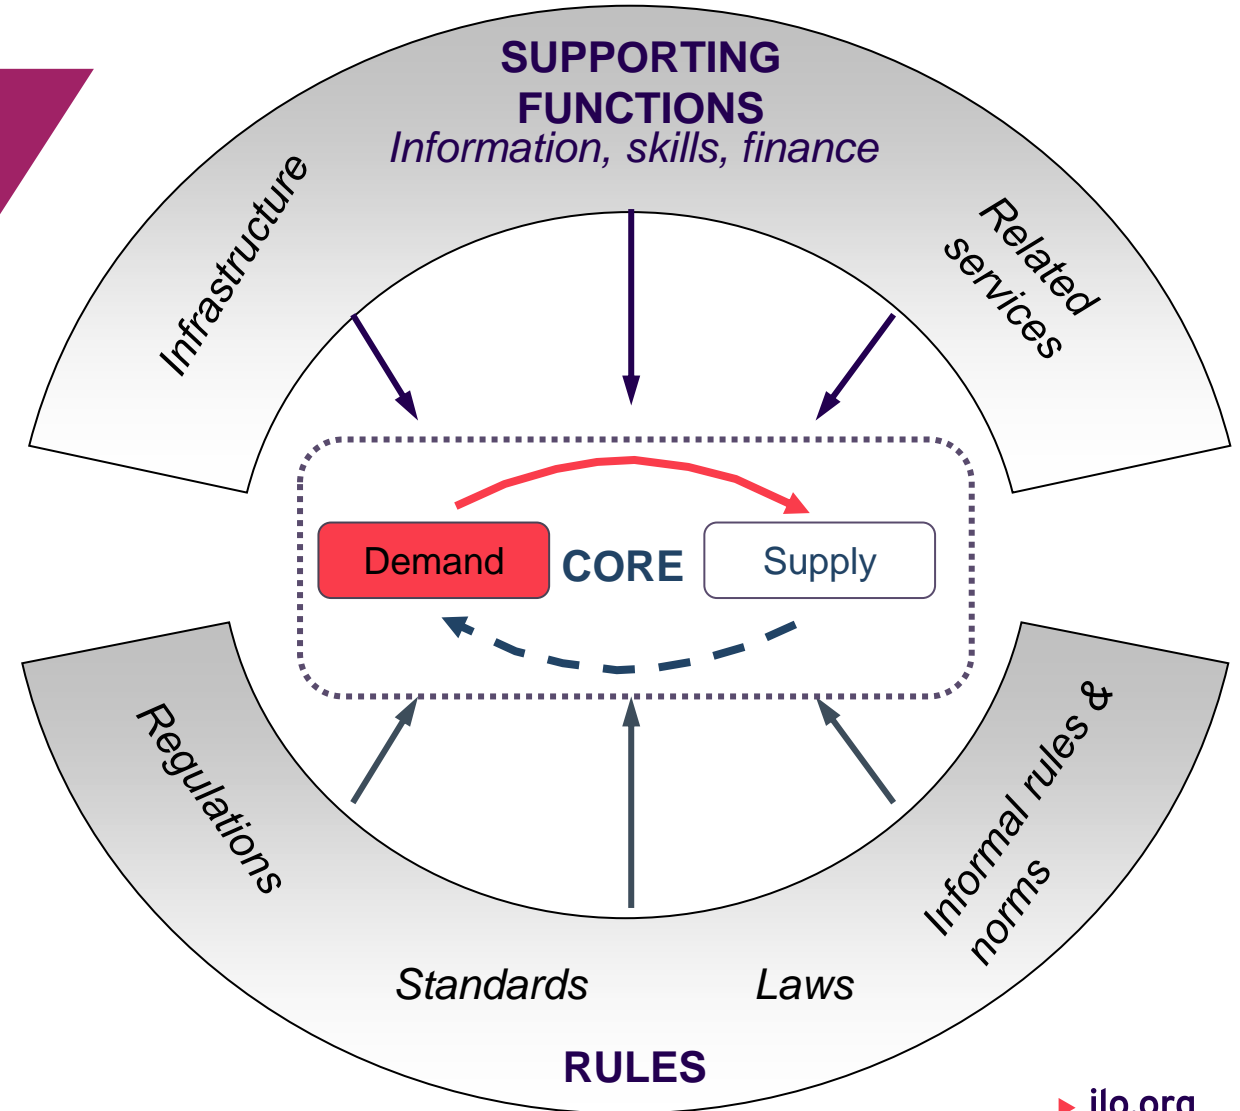 SUPPORTING
FUNCTIONS
Information, skills, finance
Infrastructure
Related
services
Demand
CORE
Supply
Regulations
Informal rules &
norms
Standards
Laws
RULES
ilo.org